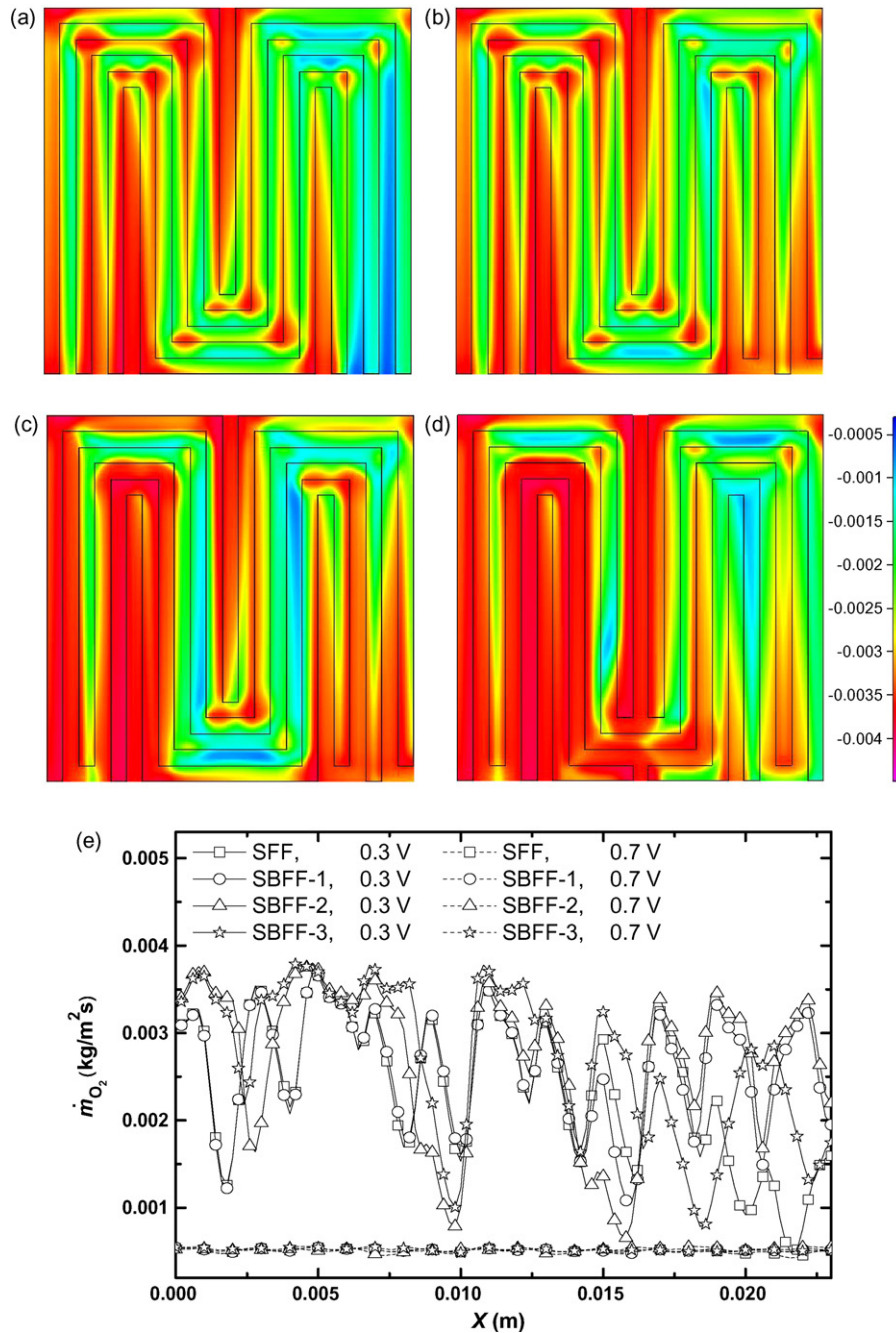 (a)
(b)
(c)
(d)
-0.0005
-0.001
-0.0015
-0.002
-0.0025
-0.003
-0.0035
-0.004
(e)
SFF, 0.3 V
SBFF-1, 0.3 V
SBFF-2, 0.3 V
SBFF-3, 0.3 V
SFF, 0.7 V
SBFF-1, 0.7 V
SBFF-2, 0.7 V
SBFF-3, 0.7 V
0.005
0.004
0.003
0.002
0.001
ṁO₂ (kg/m²s)
0.000
0.005
0.010
0.015
0.020
X (m)